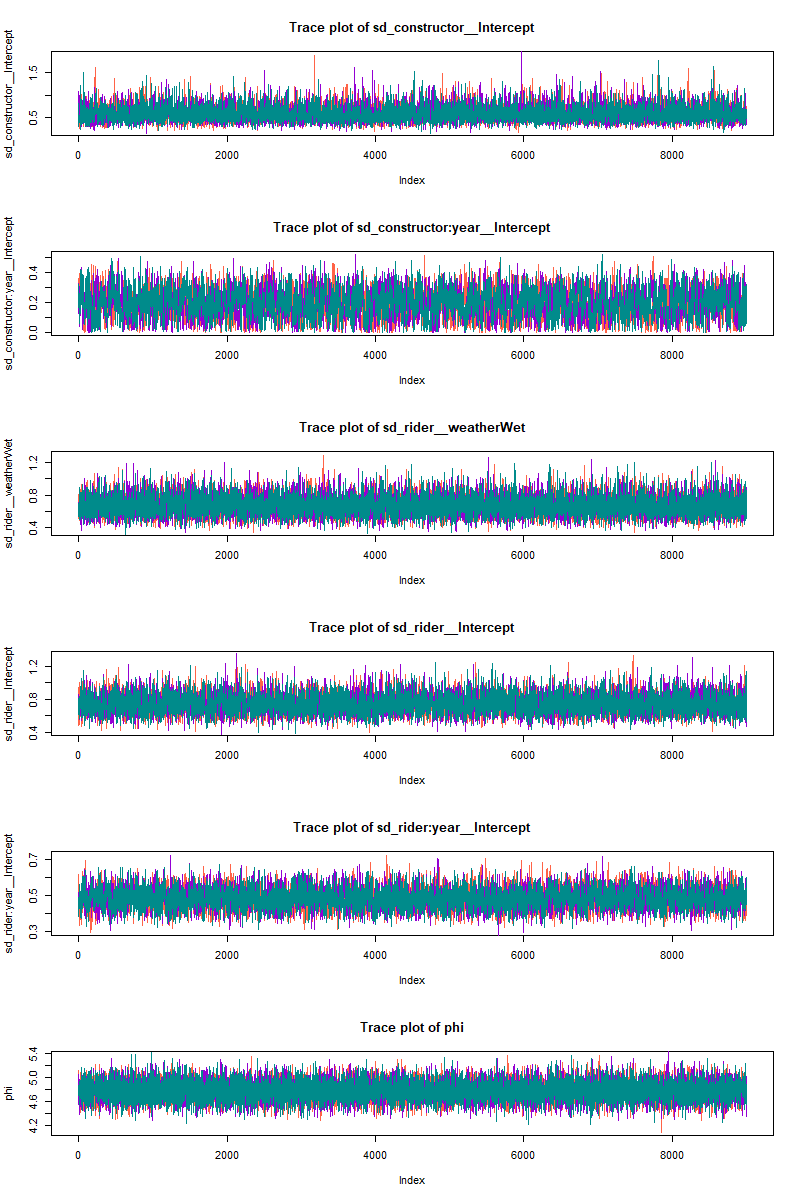 Trace plot of sd_constructor__Intercept
sd_constructor__Intercept
1.5
0.5
0 2000 4000 6000 8000
Index
Trace plot of sd_constructor:year__Intercept
sd_constructor:year__Intercept
0.4
0.2
0.0
0 2000 4000 6000 8000
Index
Trace plot of sd_rider__weatherWet
sd_rider__weatherWet
1.2
0.8
0.4
0 2000 4000 6000 8000
Index
Trace plot of sd_rider__Intercept
sd_rider__Intercept
1.2
0.8
0.4
0 2000 4000 6000 8000
Index
Trace plot of sd_rider:year__Intercept
sd_rider:year__Intercept
0.7
0.5
0.3
0 2000 4000 6000 8000
Index
Trace plot of phi
phi
5.4
5.0
4.6
4.2
0 2000 4000 6000 8000
Index